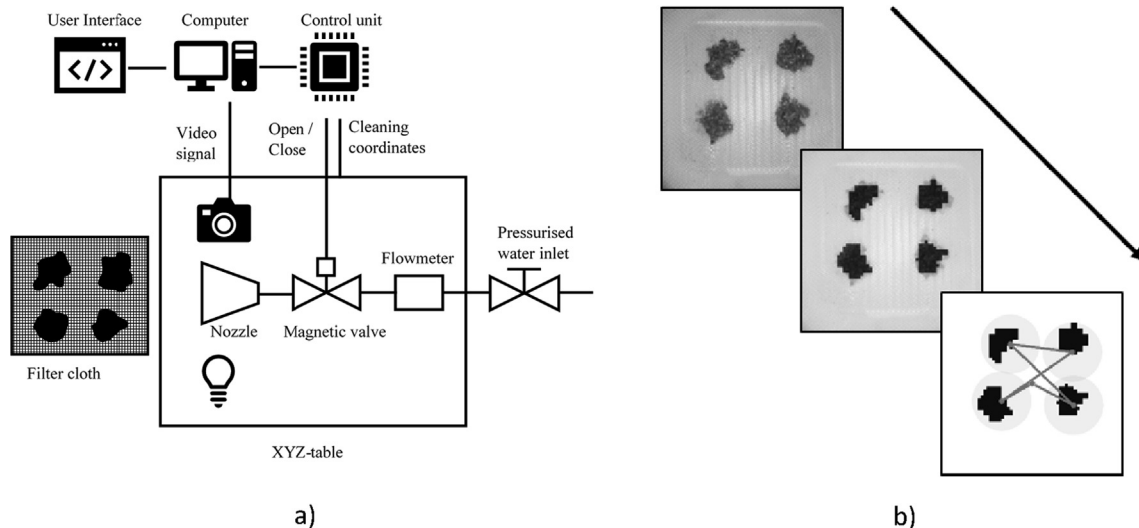 User Interface
Computer
Control unit
</>
Video
signal
Open /
Close
Cleaning
coordinates
Pressurised
water inlet
Flowmeter
Nozzle
Magnetic valve
Filter cloth
XYZ-table
a)
b)